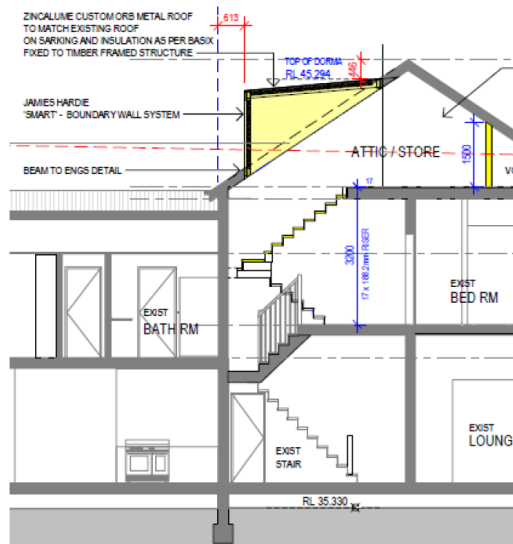 ZINCALUME CUSTOM ORB METAL ROOF
TO MATCH EXISTING ROOF
ON SARKING AND INSULATION AS PER BASIX
FIXED TO TIMBER FRAMED STRUCTURE
613
TOP OF DORMA
RL 45.294
446
JAMES HARDIE
'SMART' - BOUNDARY WALL SYSTEM
ATTIC / STORE
1500
BEAM TO ENGS DETAIL
17
3200
17 x 188.2mm RISER
EXIST
BATH RM
EXIST
BED RM
EXIST
LOUNG
EXIST
STAIR
RL 35.330